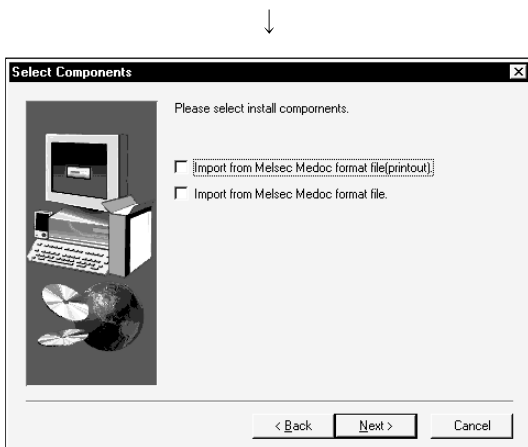 ↓
Select Components
Please select install compornents.
Import from Melsec Medoc format file(printout).
Import from Melsec Medoc format file.
< Back
Next >
Cancel